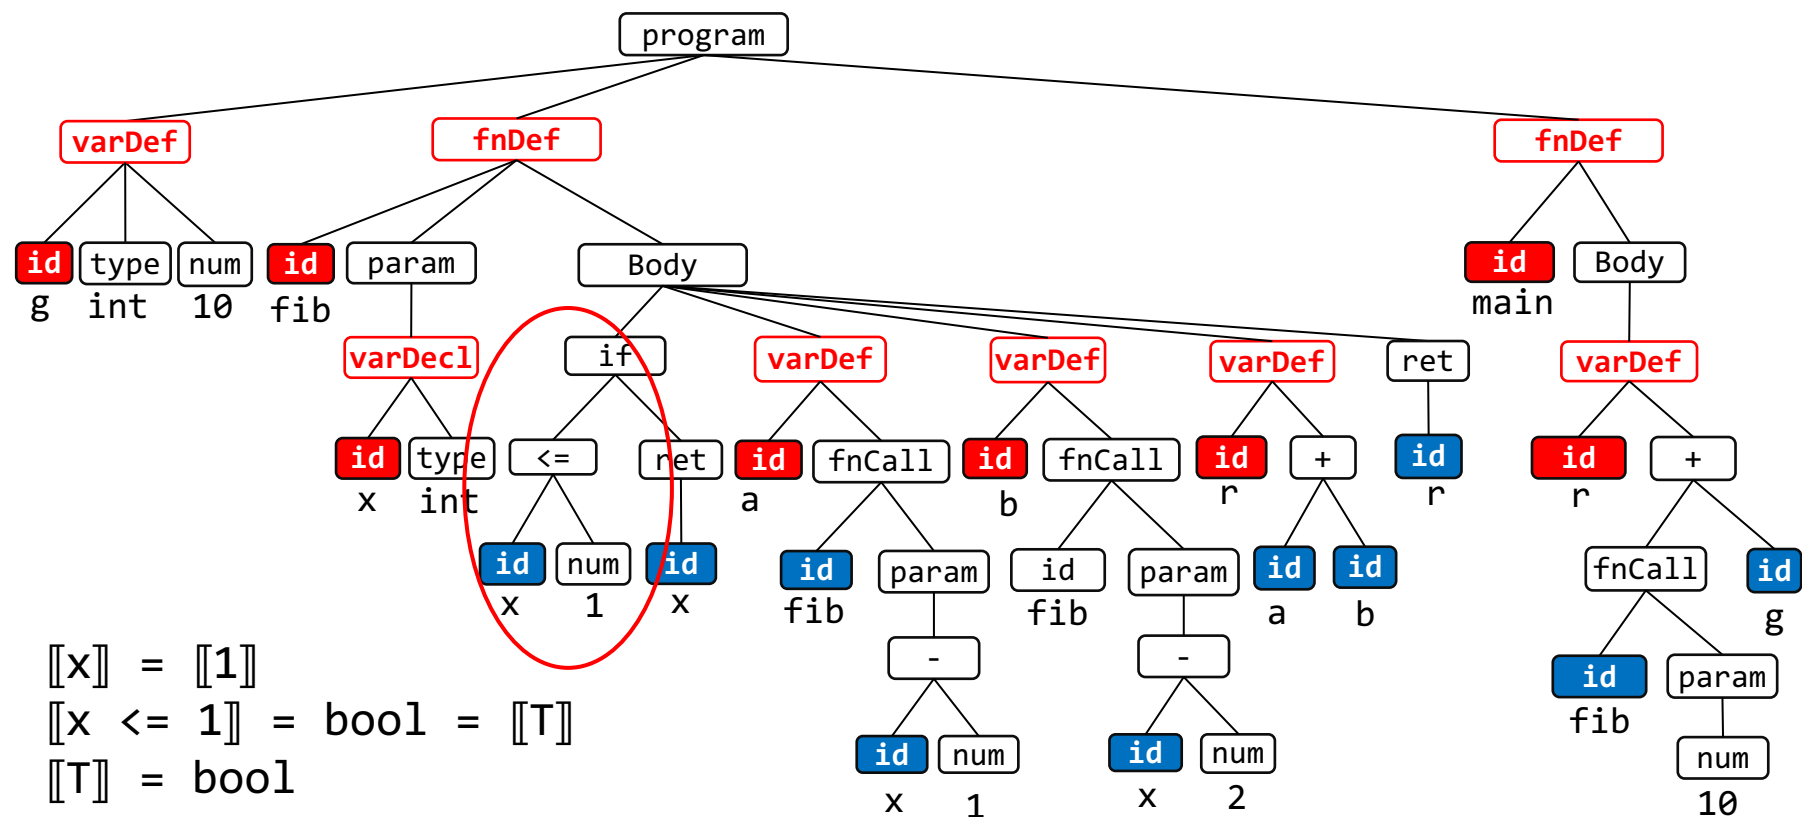 program
varDef fnDef fnDef
id type num id param Body id Body
g int 10 fib main
varDecl if varDef varDef varDef ret varDef
id type <= ret id fnCall id fnCall id + id id +
x int a b r r r
id num id id param id param id id fnCall id
x 1 x fib fib a b g
- - id param
fib
id num id num num
x 1 x 2 10
⟦x⟧ = ⟦1⟧
⟦x <= 1⟧ = bool = ⟦T⟧
⟦T⟧ = bool